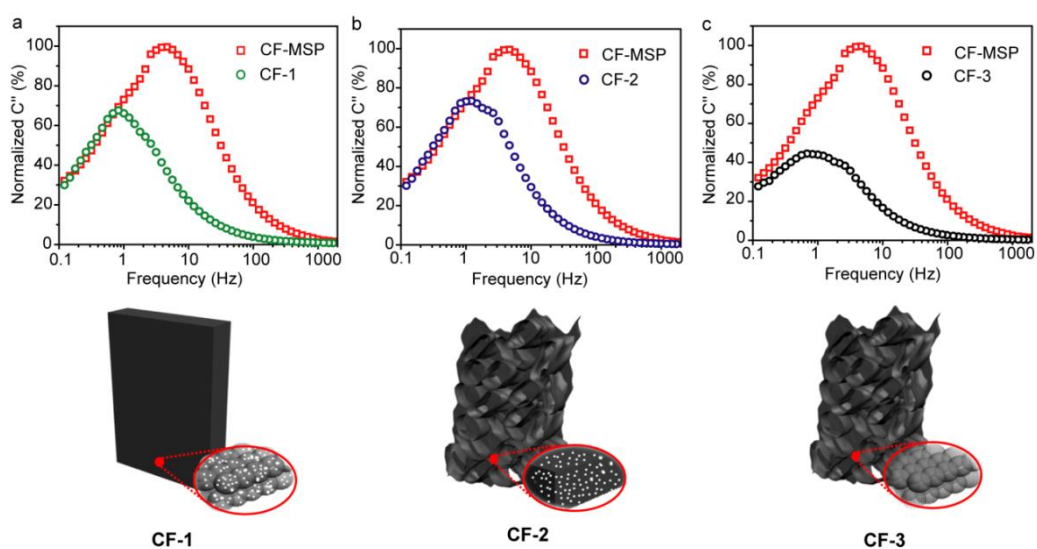 a
100
80
60
40
20
0
Normalized C'' (%)
CF-MSP
CF-1
0.1 1 10 100 1000
Frequency (Hz)
b
100
80
60
40
20
0
Normalized C'' (%)
CF-MSP
CF-2
0.1 1 10 100 1000
Frequency (Hz)
c
100
80
60
40
20
0
Normalized C'' (%)
CF-MSP
CF-3
0.1 1 10 100 1000
Frequency (Hz)
CF-1
CF-2
CF-3